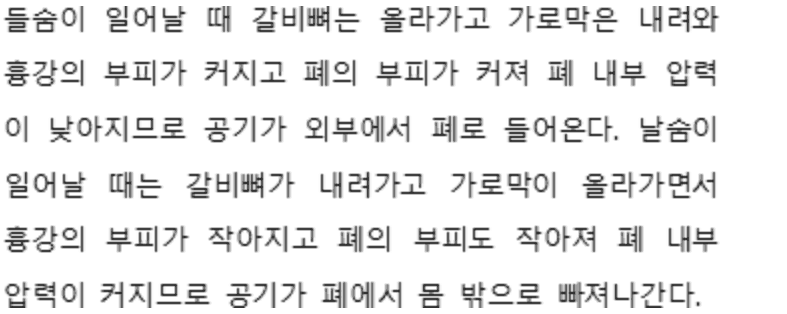 들숨이 일어날 때 갈비뼈는 올라가고 가로막은 내려와
흉강의 부피가 커지고 폐의 부피가 커져 폐 내부 압력
이 낮아지므로 공기가 외부에서 폐로 들어온다. 날숨이
일어날 때는 갈비뼈가 내려가고 가로막이 올라가면서
흉강의 부피가 작아지고 폐의 부피도 작아져 폐 내부
압력이 커지므로 공기가 폐에서 몸 밖으로 빠져나간다.